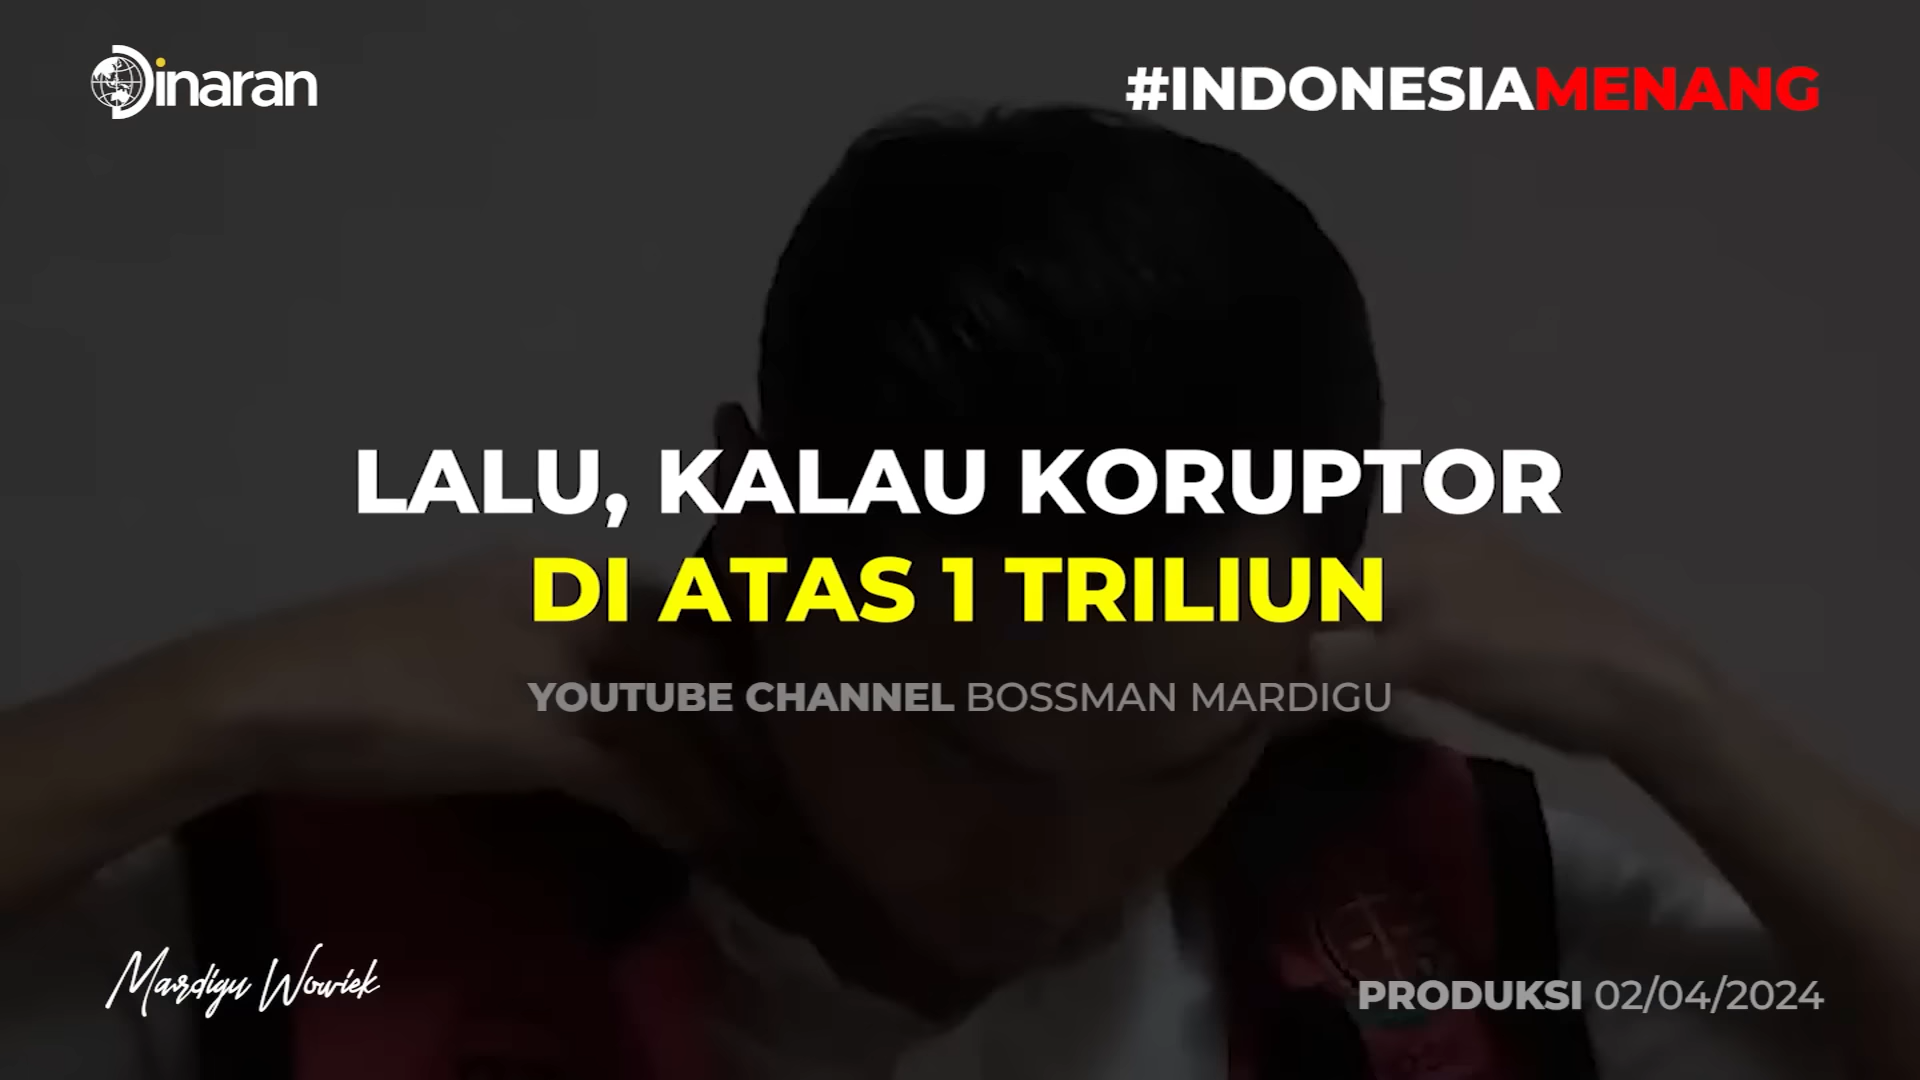 Dinaran
#INDONESIAMENANG
LALU, KALAU KORUPTOR
DI ATAS 1 TRILIUN
YOUTUBE CHANNEL BOSSMAN MARDIGU
Mardigu Wowiek
PRODUKSI 02/04/2024